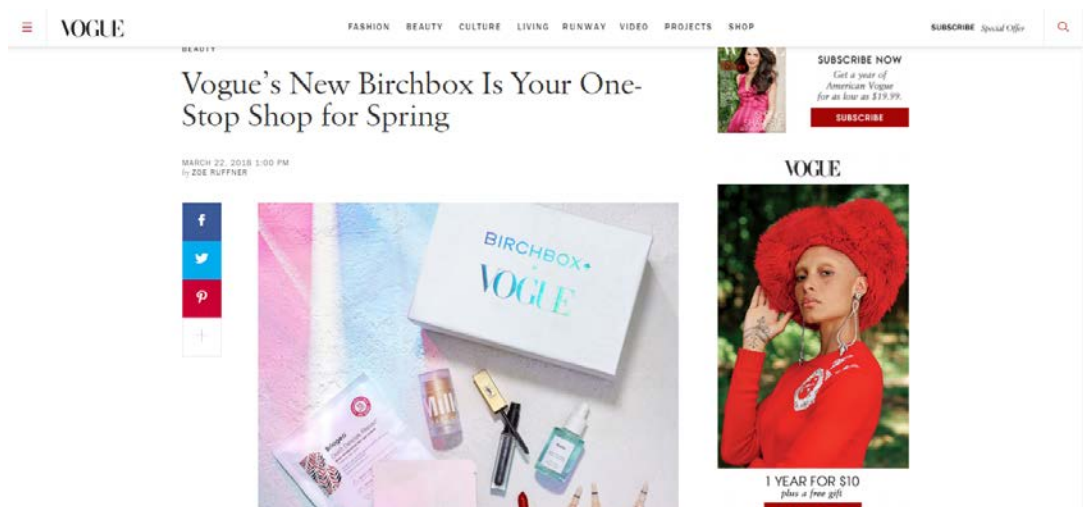 VOGUE
FASHION BEAUTY CULTURE LIVING RUNWAY VIDEO PROJECTS SHOP
SUBSCRIBE Special Offer
BEAUTY
Vogue's New Birchbox Is Your One-
Stop Shop for Spring
MARCH 22, 2018 1:00 PM
by ZOE RUFFNER
BIRCHBOX
VOGUE
MILK
Briogeo
SUBSCRIBE NOW
Get a year of
American Vogue
for as low as $19.99.
SUBSCRIBE
VOGUE
1 YEAR FOR $10
plus a free gift